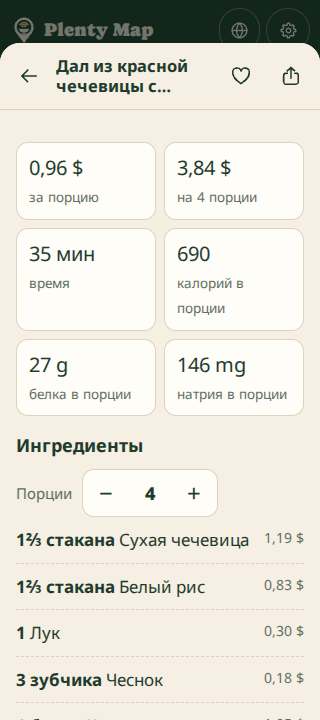 Plenty Map
Дал из красной
чечевицы с...
0,96 $
за порцию
3,84 $
на 4 порции
35 мин
время
690
калорий в
порции
27 g
белка в порции
146 mg
натрия в порции
Ингредиенты
Порции
− 4 +
1⅔ стакана Сухая чечевица 1,19 $
1⅔ стакана Белый рис 0,83 $
1 Лук 0,30 $
3 зубчика Чеснок 0,18 $